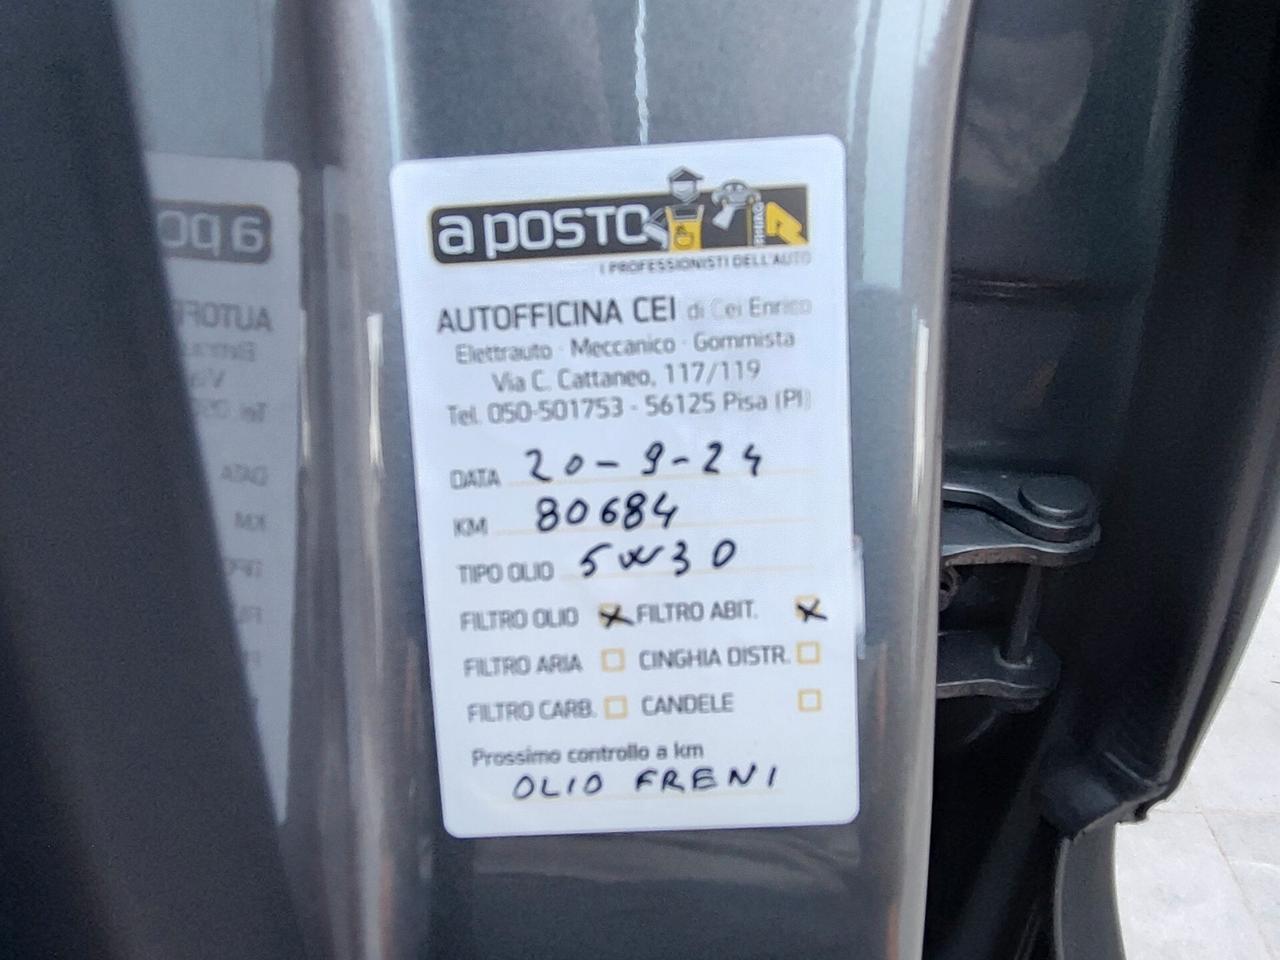 a posto
I PROFESSIONISTI DELL'AUTO
AUTOFFICINA CEI di Cei Enrico
Elettrauto · Meccanico · Gommista
Via C. Cattaneo, 117/119
Tel. 050-501753 - 56125 Pisa (PI)
DATA 20-9-24
KM 80684
TIPO OLIO 5W30
FILTRO OLIO FILTRO ABIT.
FILTRO ARIA CINGHIA DISTR.
FILTRO CARB. CANDELE
Prossimo controllo a km
OLIO FRENI